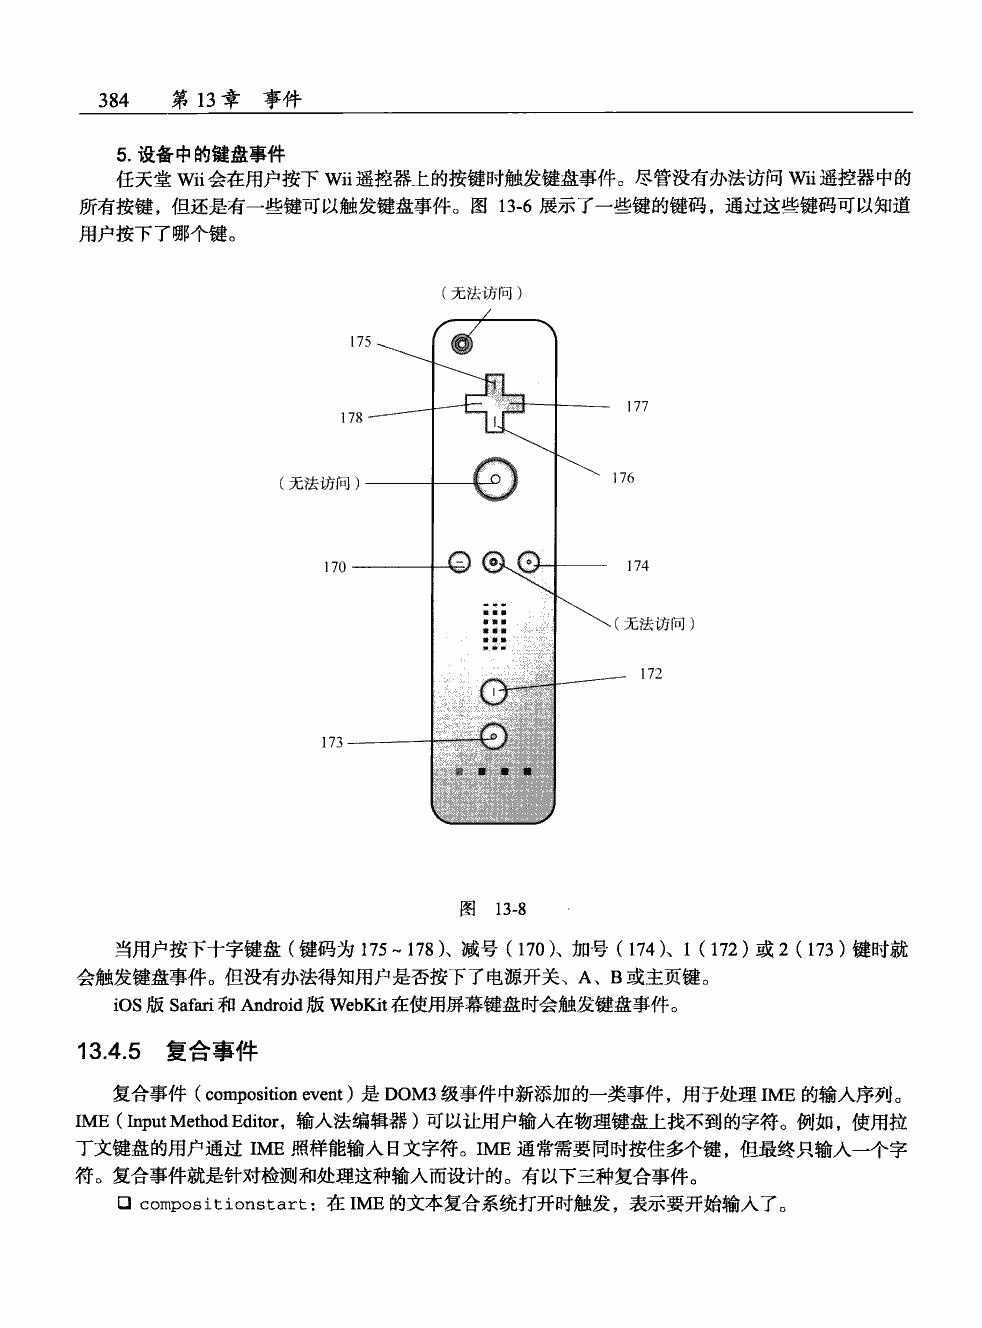 384 第 13 章 事件
5. 设备中的键盘事件
任天堂 Wii 会在用户按下 Wii 遥控器上的按键时触发键盘事件。尽管没有办法访问 Wii 遥控器中的
所有按键，但还是有一些键可以触发键盘事件。图 13-6 展示了一些键的键码，通过这些键码可以知道
用户按下了哪个键。
（无法访问）
175
178
177
176
（无法访问）
170
174
（无法访问）
172
173
图 13-8
当用户按下十字键盘（键码为 175 ~ 178）、减号（170）、加号（174）、1（172）或 2（173）键时就
会触发键盘事件。但没有办法得知用户是否按下了电源开关、A、B 或主页键。
iOS 版 Safari 和 Android 版 WebKit 在使用屏幕键盘时会触发键盘事件。
13.4.5 复合事件
复合事件（composition event）是 DOM3 级事件中新添加的一类事件，用于处理 IME 的输入序列。
IME（Input Method Editor，输入法编辑器）可以让用户输入在物理键盘上找不到的字符。例如，使用拉
丁文键盘的用户通过 IME 照样能输入日文字符。IME 通常需要同时按住多个键，但最终只输入一个字
符。复合事件就是针对检测和处理这种输入而设计的。有以下三种复合事件。
❑ compositionstart：在 IME 的文本复合系统打开时触发，表示要开始输入了。